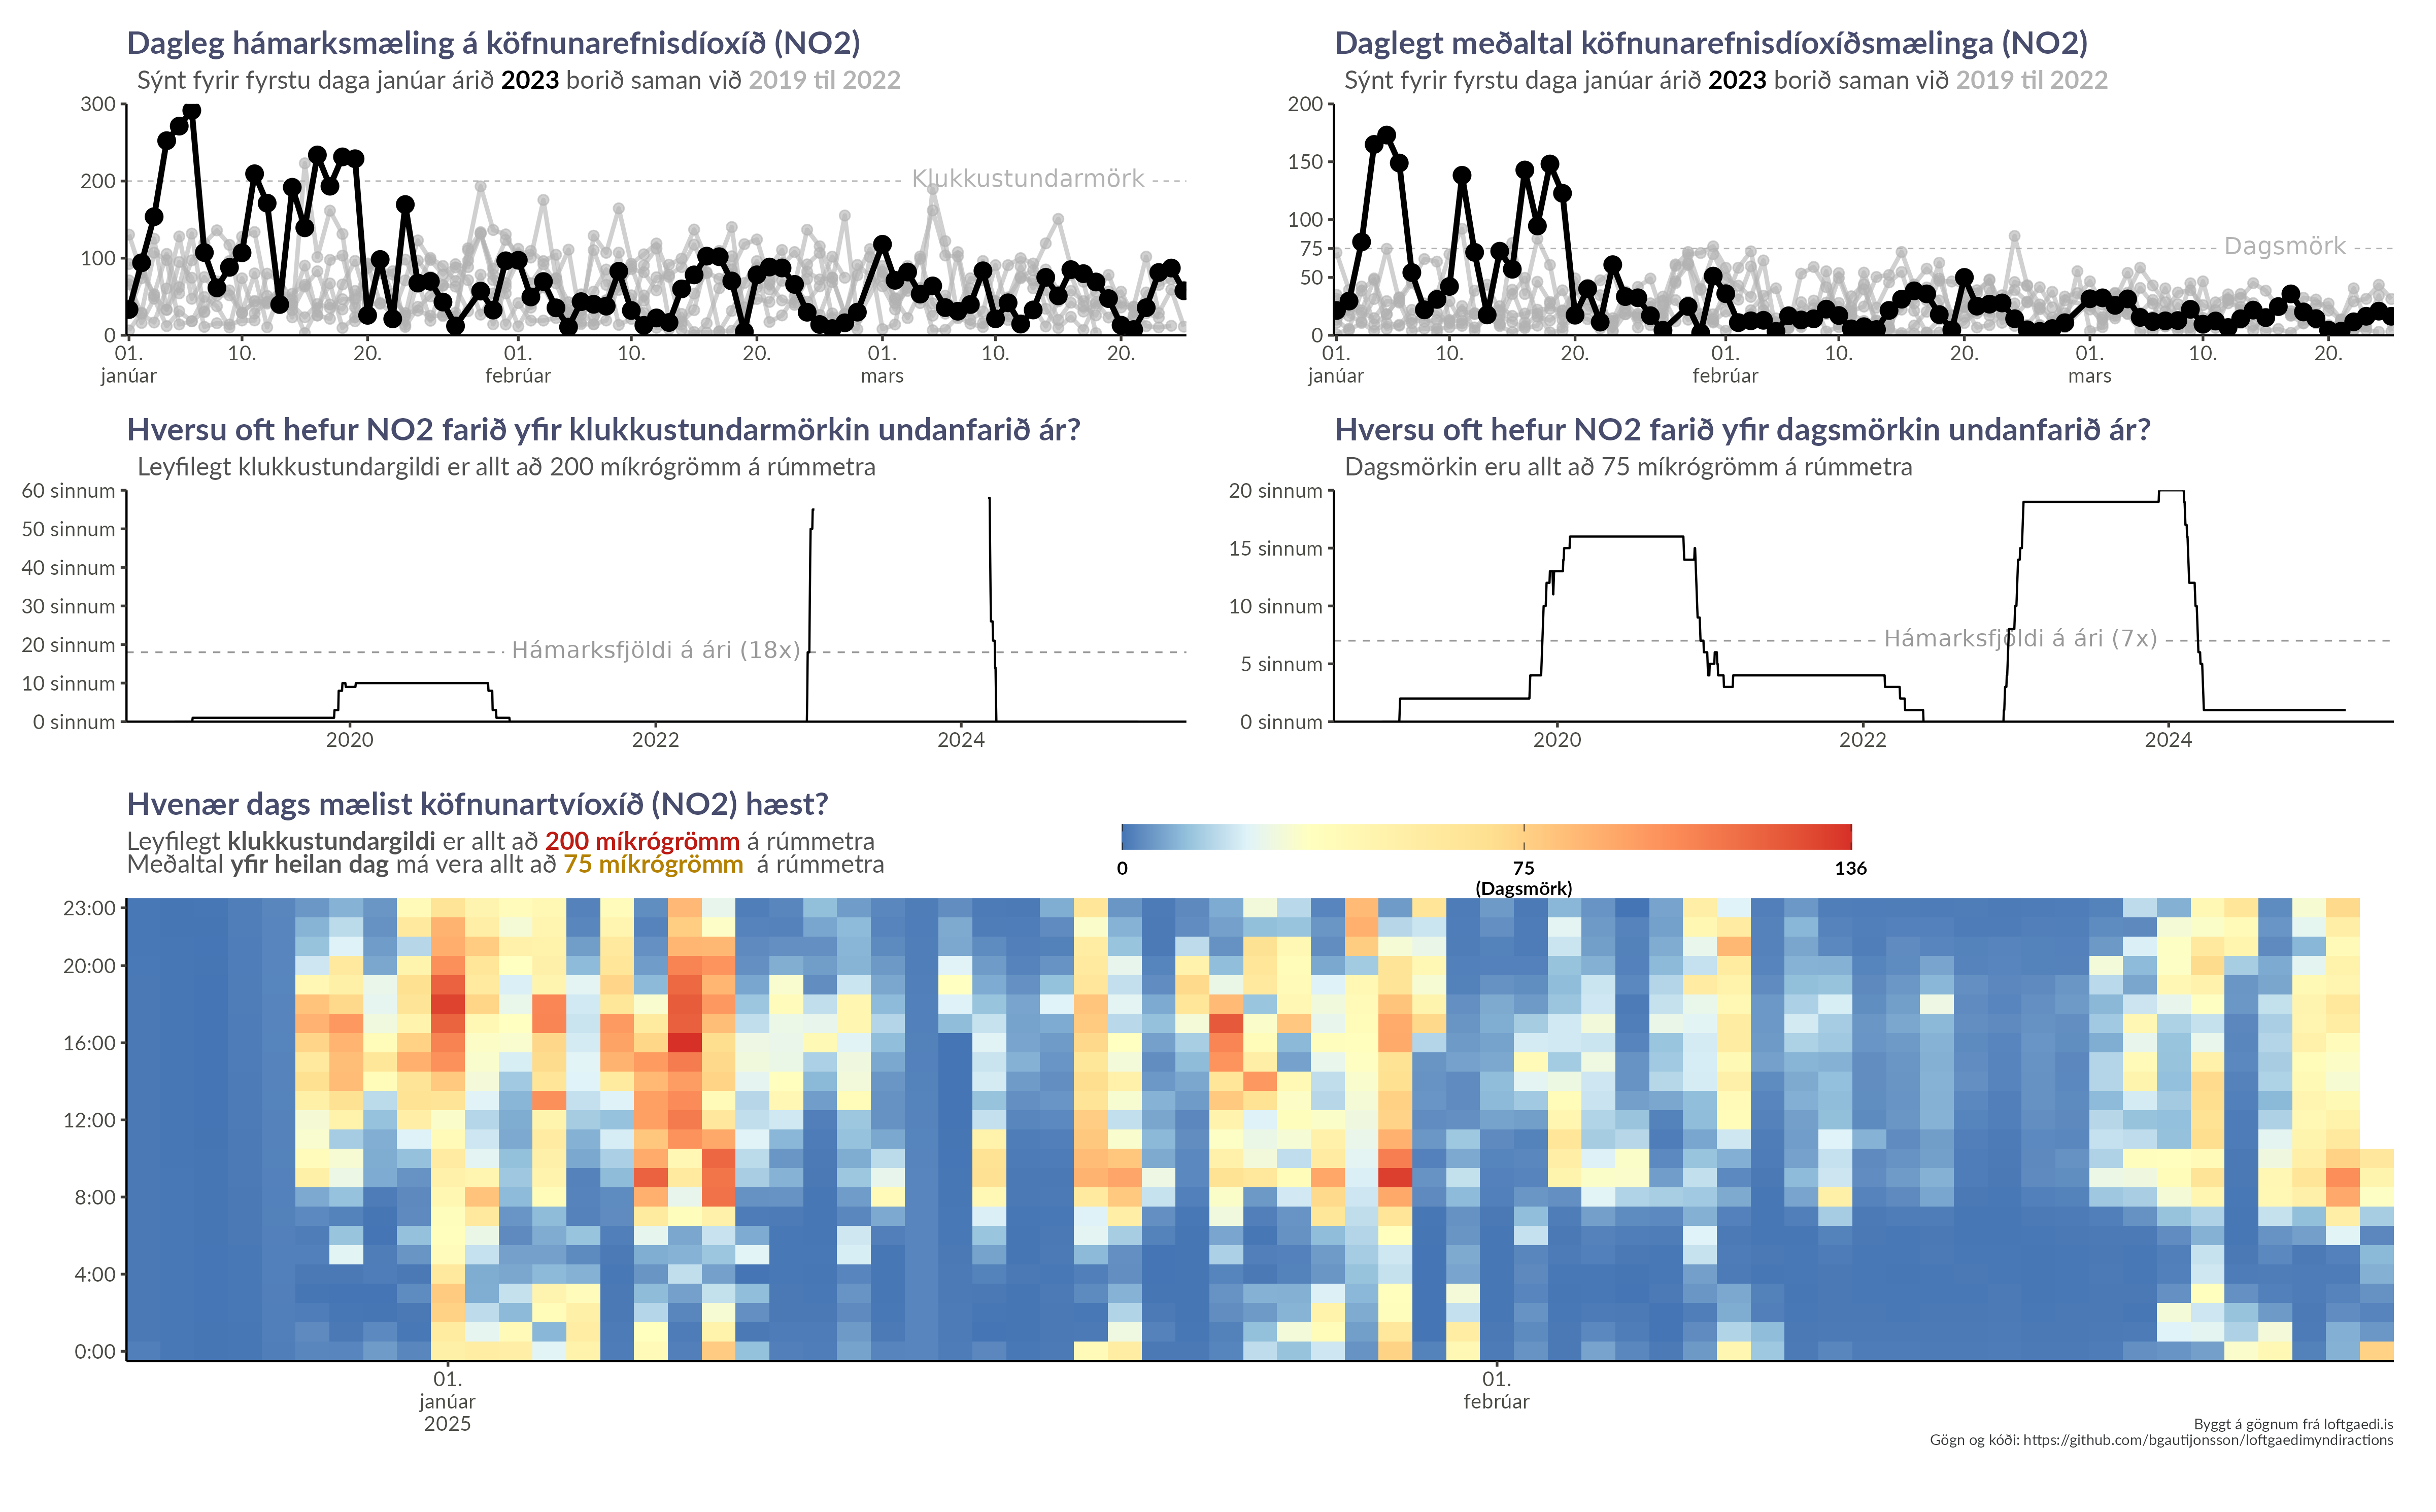 Dagleg hámarksmæling á köfnunarefnisdíoxíð (NO2)
Sýnt fyrir fyrstu daga janúar árið 2023 borið saman við 2019 til 2022
300
200
100
0
Klukkustundarmörk
01. 10. 20. 01. 10. 20. 01. 10. 20.
janúar febrúar mars
Daglegt meðaltal köfnunarefnisdíoxíðsmælinga (NO2)
Sýnt fyrir fyrstu daga janúar árið 2023 borið saman við 2019 til 2022
200
150
100
75
50
0
Dagsmörk
01. 10. 20. 01. 10. 20. 01. 10. 20.
janúar febrúar mars
Hversu oft hefur NO2 farið yfir klukkustundarmörkin undanfarið ár?
Leyfilegt klukkustundargildi er allt að 200 míkrógrömm á rúmmetra
60 sinnum
50 sinnum
40 sinnum
30 sinnum
20 sinnum
10 sinnum
0 sinnum
Hámarksfjöldi á ári (18x)
2020 2022 2024
Hversu oft hefur NO2 farið yfir dagsmörkin undanfarið ár?
Dagsmörkin eru allt að 75 míkrógrömm á rúmmetra
20 sinnum
15 sinnum
10 sinnum
5 sinnum
0 sinnum
Hámarksfjöldi á ári (7x)
2020 2022 2024
Hvenær dags mælist köfnunartvíoxíð (NO2) hæst?
Leyfilegt klukkustundargildi er allt að 200 míkrógrömm á rúmmetra
Meðaltal yfir heilan dag má vera allt að 75 míkrógrömm á rúmmetra
0 75 136
(Dagsmörk)
23:00
20:00
16:00
12:00
8:00
4:00
0:00
01. 01.
janúar febrúar
2025
Byggt á gögnum frá loftgaedi.is
Gögn og kóði: https://github.com/bgautijonsson/loftgaedimyndiractions